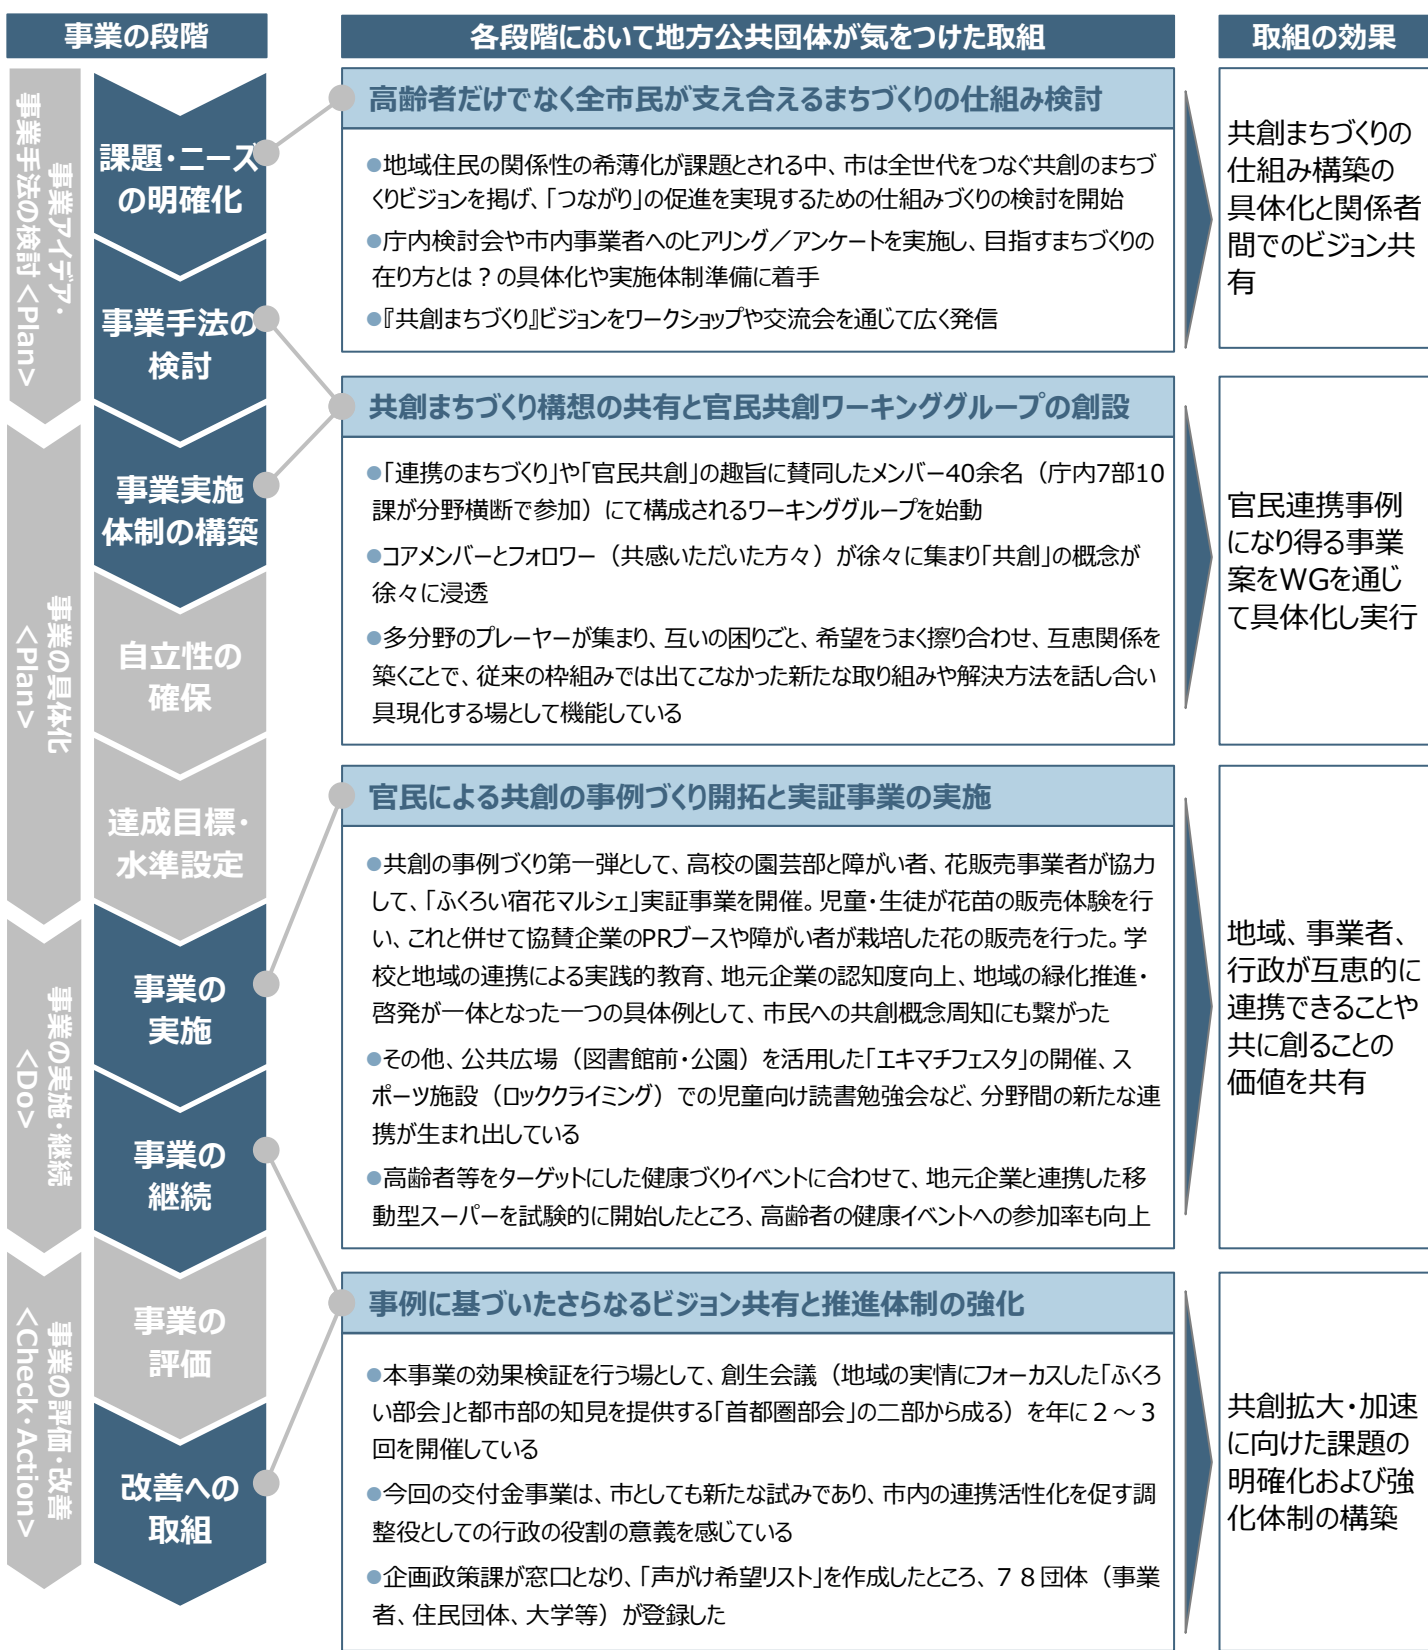 事業の段階
各段階において地方公共団体が気をつけた取組
取組の効果
事業アイデア・
事業手法の検討<Plan>
事業の具体化
<Plan>
事業の実施・継続
<Do>
事業の評価・改善
<Check・Action>
課題・ニーズ
の明確化
事業手法の
検討
事業実施
体制の構築
自立性の
確保
達成目標・
水準設定
事業の
実施
事業の
継続
事業の
評価
改善への
取組
高齢者だけでなく全市民が支え合えるまちづくりの仕組み検討
●地域住民の関係性の希薄化が課題とされる中、市は全世代をつなぐ共創のまちづ
くりビジョンを掲げ、「つながり」の促進を実現するための仕組みづくりの検討を開始
●庁内検討会や市内事業者へのヒアリング／アンケートを実施し、目指すまちづくりの
在り方とは？の具体化や実施体制準備に着手
●『共創まちづくり』ビジョンをワークショップや交流会を通じて広く発信
共創まちづくりの
仕組み構築の
具体化と関係者
間でのビジョン共
有
共創まちづくり構想の共有と官民共創ワーキンググループの創設
●「連携のまちづくり」や「官民共創」の趣旨に賛同したメンバー40余名（庁内7部10
課が分野横断で参加）にて構成されるワーキンググループを始動
●コアメンバーとフォロワー（共感いただいた方々）が徐々に集まり「共創」の概念が
徐々に浸透
●多分野のプレーヤーが集まり、互いの困りごと、希望をうまく擦り合わせ、互恵関係を
築くことで、従来の枠組みでは出てこなかった新たな取り組みや解決方法を話し合い
具現化する場として機能している
官民連携事例
になり得る事業
案をWGを通じ
て具体化し実行
官民による共創の事例づくり開拓と実証事業の実施
●共創の事例づくり第一弾として、高校の園芸部と障がい者、花販売事業者が協力
して、「ふくろい宿花マルシェ」実証事業を開催。児童・生徒が花苗の販売体験を行
い、これと併せて協賛企業のPRブースや障がい者が栽培した花の販売を行った。学
校と地域の連携による実践的教育、地元企業の認知度向上、地域の緑化推進・
啓発が一体となった一つの具体例として、市民への共創概念周知にも繋がった
●その他、公共広場（図書館前・公園）を活用した「エキマチフェスタ」の開催、ス
ポーツ施設（ロッククライミング）での児童向け読書勉強会など、分野間の新たな連
携が生まれ出している
●高齢者等をターゲットにした健康づくりイベントに合わせて、地元企業と連携した移
動型スーパーを試験的に開始したところ、高齢者の健康イベントへの参加率も向上
地域、事業者、
行政が互恵的に
連携できることや
共に創ることの
価値を共有
事例に基づいたさらなるビジョン共有と推進体制の強化
●本事業の効果検証を行う場として、創生会議（地域の実情にフォーカスした「ふくろ
い部会」と都市部の知見を提供する「首都圏部会」の二部から成る）を年に２～３
回を開催している
●今回の交付金事業は、市としても新たな試みであり、市内の連携活性化を促す調
整役としての行政の役割の意義を感じている
●企画政策課が窓口となり、「声がけ希望リスト」を作成したところ、７８団体（事業
者、住民団体、大学等）が登録した
共創拡大・加速
に向けた課題の
明確化および強
化体制の構築